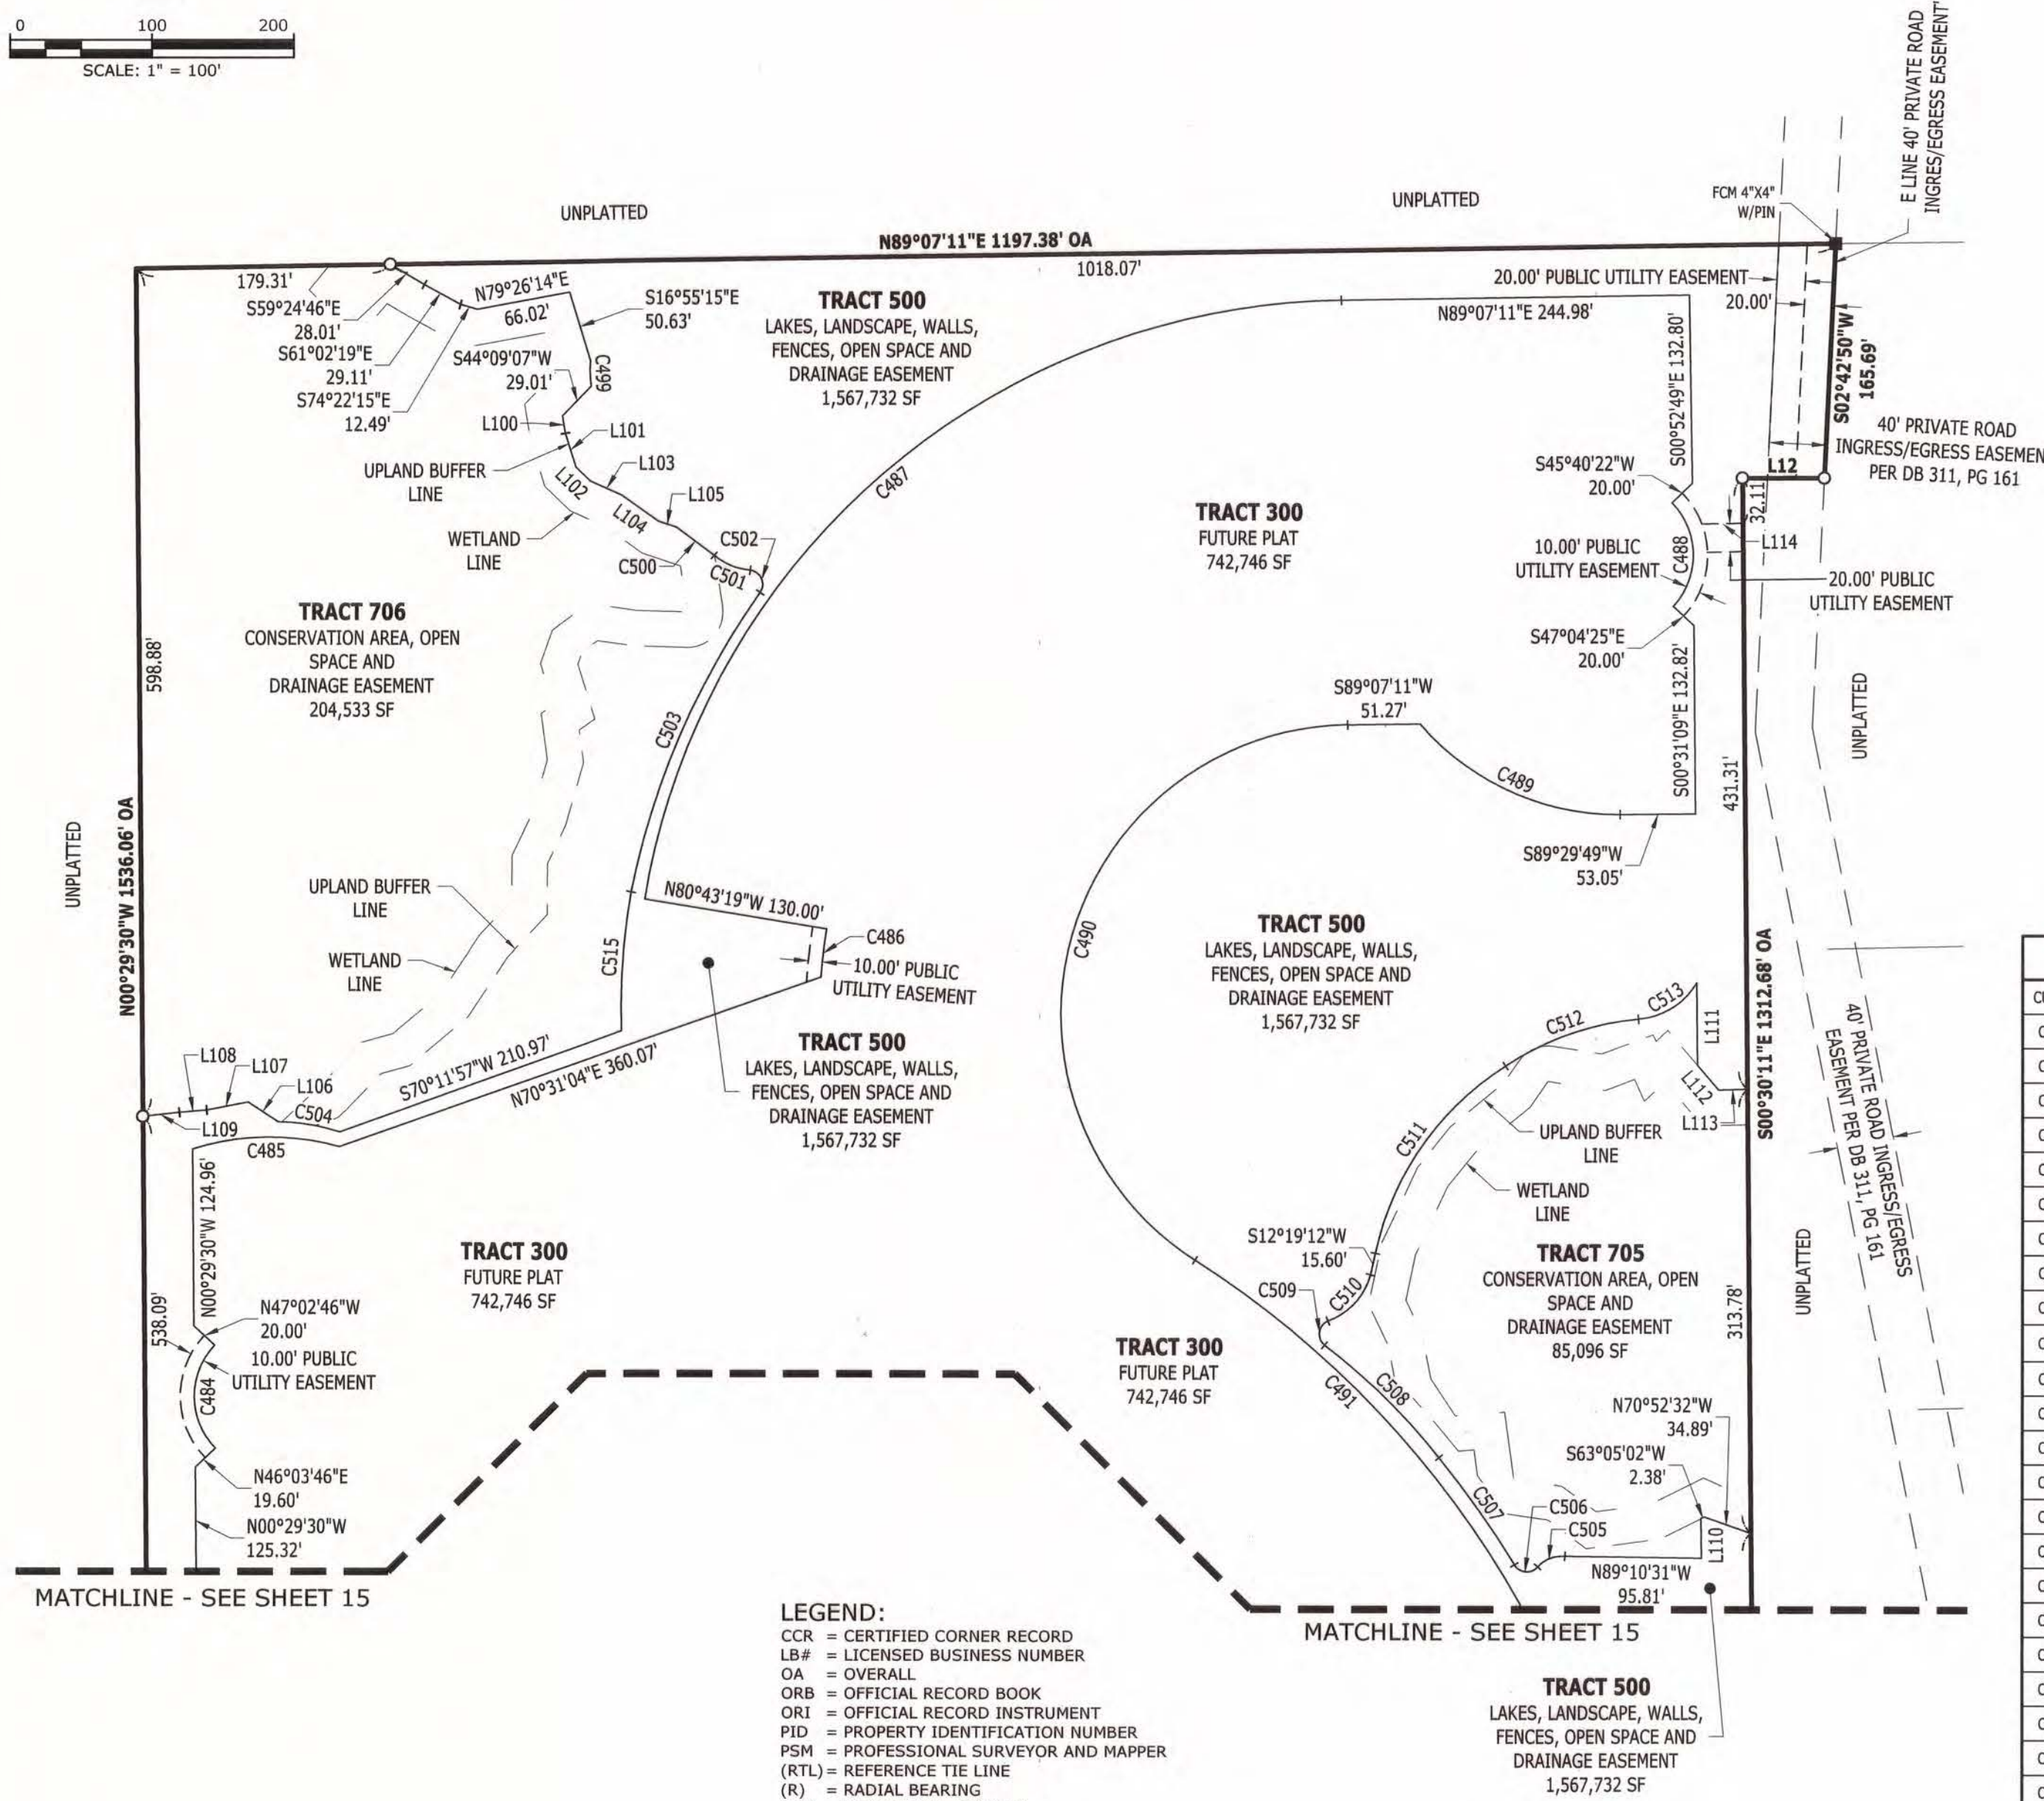 0 100 200
SCALE: 1" = 100'
E LINE 40' PRIVATE ROAD
INGRES/EGRESS EASEMENT
UNPLATTED
UNPLATTED
FCM 4"X4"
W/PIN
N89°07'11"E 1197.38' OA
179.31'
1018.07'
S59°24'46"E
28.01'
S61°02'19"E
29.11'
S74°22'15"E
12.49'
N79°26'14"E
66.02'
S16°55'15"E
50.63'
S44°09'07"W
29.01'
C499
L100
L101
UPLAND BUFFER
LINE
L102
L103
L104
L105
WETLAND
LINE
C500
C501
C502
TRACT 500
LAKES, LANDSCAPE, WALLS,
FENCES, OPEN SPACE AND
DRAINAGE EASEMENT
1,567,732 SF
C487
20.00' PUBLIC UTILITY EASEMENT
20.00'
N89°07'11"E 244.98'
S00°52'49"E 132.80'
S02°42'50"W
165.69'
40' PRIVATE ROAD
INGRESS/EGRESS EASEMEN
PER DB 311, PG 161
L12
32.11'
L114
S45°40'22"W
20.00'
TRACT 300
FUTURE PLAT
742,746 SF
10.00' PUBLIC
UTILITY EASEMENT
C488
20.00' PUBLIC
UTILITY EASEMENT
S47°04'25"E
20.00'
S00°31'09"E 132.82'
TRACT 706
CONSERVATION AREA, OPEN
SPACE AND
DRAINAGE EASEMENT
204,533 SF
598.88'
C503
S89°07'11"W
51.27'
C489
431.31'
UNPLATTED
S89°29'49"W
53.05'
UNPLATTED
N00°29'30"W 1536.06' OA
UPLAND BUFFER
LINE
WETLAND
LINE
C515
N80°43'19"W 130.00'
C486
10.00' PUBLIC
UTILITY EASEMENT
C490
TRACT 500
LAKES, LANDSCAPE, WALLS,
FENCES, OPEN SPACE AND
DRAINAGE EASEMENT
1,567,732 SF
S00°30'11"E 1312.68' OA
40' PRIVATE ROAD INGRESS/EGRESS
EASEMENT PER DB 311, PG 161
TRACT 500
LAKES, LANDSCAPE, WALLS,
FENCES, OPEN SPACE AND
DRAINAGE EASEMENT
1,567,732 SF
C512
C513
L111
L112
L113
C511
UPLAND BUFFER
LINE
WETLAND
LINE
L108
L107
L106
C504
L109
C485
S70°11'57"W 210.97'
N70°31'04"E 360.07'
N00°29'30"W 124.96'
TRACT 300
FUTURE PLAT
742,746 SF
S12°19'12"W
15.60'
C509
C510
TRACT 705
CONSERVATION AREA, OPEN
SPACE AND
DRAINAGE EASEMENT
85,096 SF
313.78'
UNPLATTED
538.09'
N47°02'46"W
20.00'
10.00' PUBLIC
UTILITY EASEMENT
C484
N46°03'46"E
19.60'
N00°29'30"W
125.32'
TRACT 300
FUTURE PLAT
742,746 SF
C491
C508
N70°52'32"W
34.89'
S63°05'02"W
2.38'
C507
C506
C505
L110
N89°10'31"W
95.81'
MATCHLINE - SEE SHEET 15
MATCHLINE - SEE SHEET 15
LEGEND:
CCR = CERTIFIED CORNER RECORD
LB# = LICENSED BUSINESS NUMBER
OA = OVERALL
ORB = OFFICIAL RECORD BOOK
ORI = OFFICIAL RECORD INSTRUMENT
PID = PROPERTY IDENTIFICATION NUMBER
PSM = PROFESSIONAL SURVEYOR AND MAPPER
(RTL) = REFERENCE TIE LINE
(R) = RADIAL BEARING
TRACT 500
LAKES, LANDSCAPE, WALLS,
FENCES, OPEN SPACE AND
DRAINAGE EASEMENT
1,567,732 SF